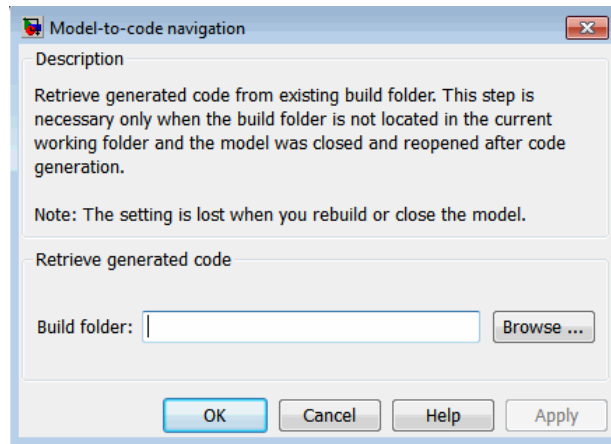 Model-to-code navigation
Description
Retrieve generated code from existing build folder. This step is
necessary only when the build folder is not located in the current
working folder and the model was closed and reopened after code
generation.
Note: The setting is lost when you rebuild or close the model.
Retrieve generated code
Build folder: Browse ...
OK Cancel Help Apply